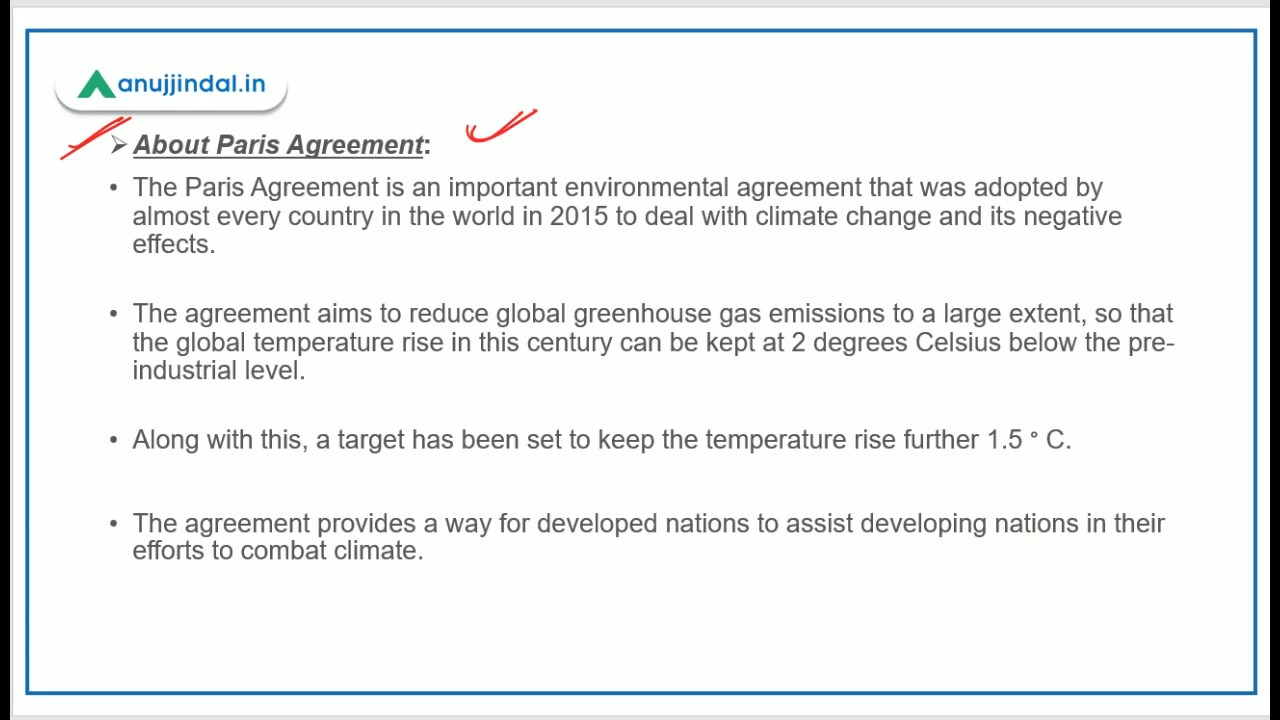 anujjindal.in
➢ About Paris Agreement:
• The Paris Agreement is an important environmental agreement that was adopted by
almost every country in the world in 2015 to deal with climate change and its negative
effects.
• The agreement aims to reduce global greenhouse gas emissions to a large extent, so that
the global temperature rise in this century can be kept at 2 degrees Celsius below the pre-
industrial level.
• Along with this, a target has been set to keep the temperature rise further 1.5 ° C.
• The agreement provides a way for developed nations to assist developing nations in their
efforts to combat climate.